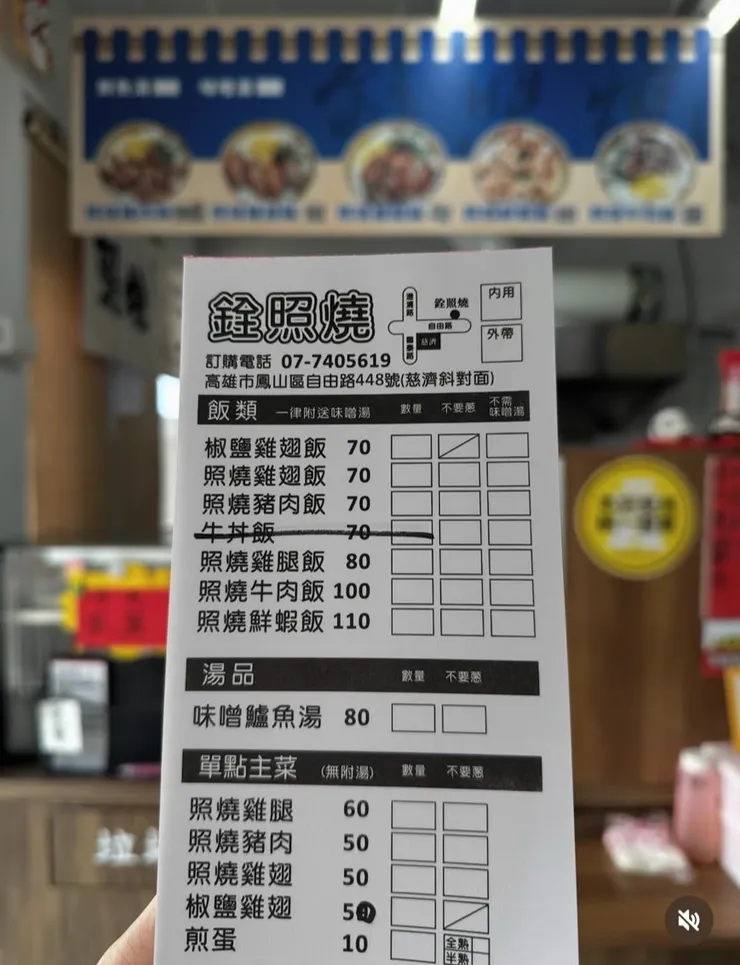 銓照燒
訂購電話 07-7405619
高雄市鳳山區自由路448號(慈濟斜對面)
銓照燒
自由路
慈濟
內用
外帶
飯類 一律附送味噌湯 數量 不要蔥 不需味噌湯
椒鹽雞翅飯 70
照燒雞翅飯 70
照燒豬肉飯 70
牛丼飯 70
照燒雞腿飯 80
照燒牛肉飯 100
照燒鮮蝦飯 110
湯品 數量 不要蔥
味噌鱸魚湯 80
單點主菜 (無附湯) 數量 不要蔥
照燒雞腿 60
照燒豬肉 50
照燒雞翅 50
椒鹽雞翅 50
煎蛋 10 全熟
半熟